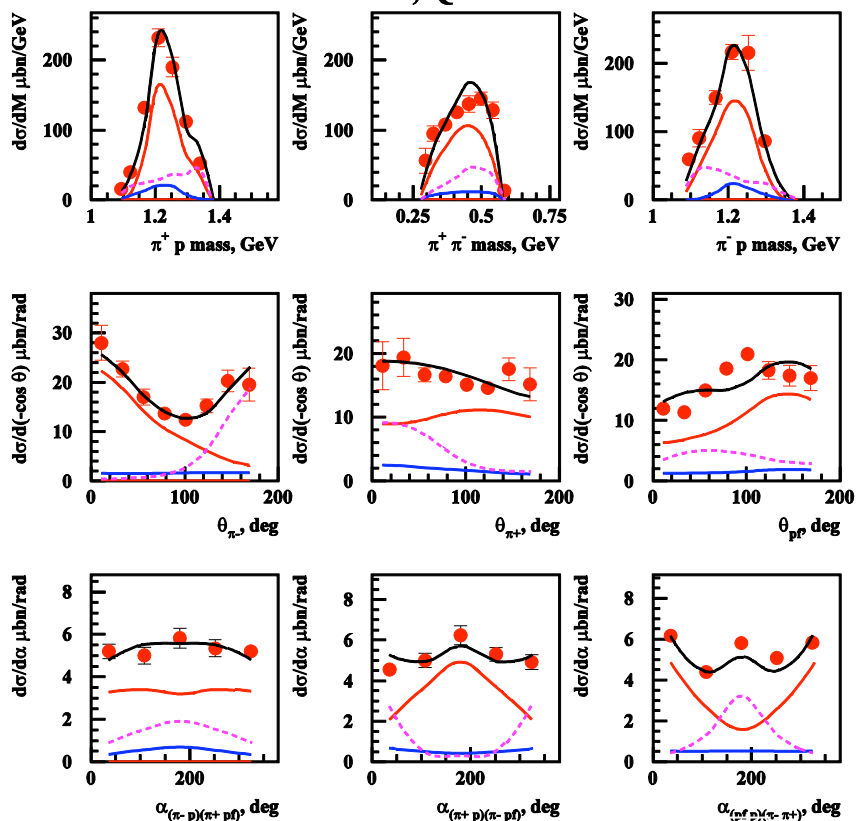 dσ/dM μbn/GeV
200
100
0
1 1.2 1.4
π⁺ p mass, GeV
dσ/dM μbn/GeV
200
100
0
0.25 0.5 0.75
π⁺ π⁻ mass, GeV
dσ/dM μbn/GeV
200
100
0
1 1.2 1.4
π⁻ p mass, GeV
dσ/d(-cos θ) μbn/rad
30
20
10
0
0 100 200
θπ-, deg
dσ/d(-cos θ) μbn/rad
20
10
0
0 100 200
θπ+, deg
dσ/d(-cos θ) μbn/rad
30
20
10
0
0 100 200
θpf, deg
dσ/dα μbn/rad
8
6
4
2
0
0 200
α(π- p)(π+ pf), deg
dσ/dα μbn/rad
8
6
4
2
0
0 200
α(π+ p)(π- pf), deg
dσ/dα μbn/rad
8
6
4
2
0
0 200
α(pf p)(π- π+), deg